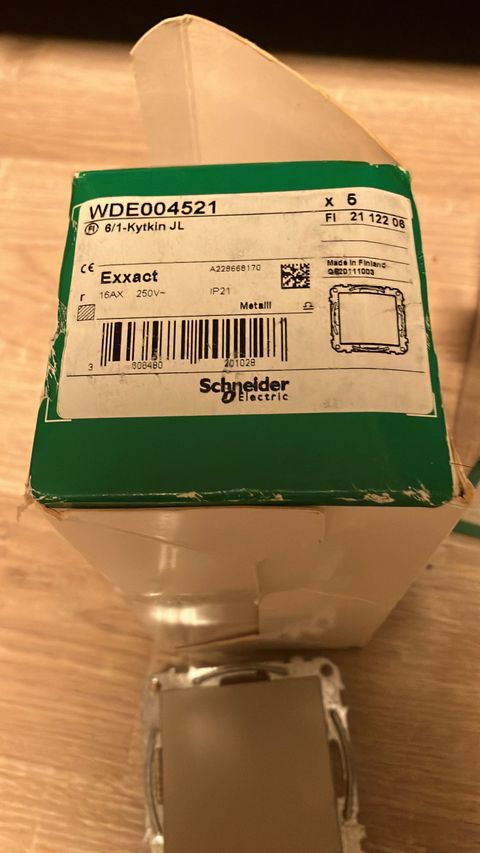 WDE004521
x 5
FI 6/1-Kytkin JL
FI 21 122 06
CE
Exxact
A228668170
Made in Finland
16AX 250V~
IP21
Metalli
3 606480 201028
Schneider
Electric